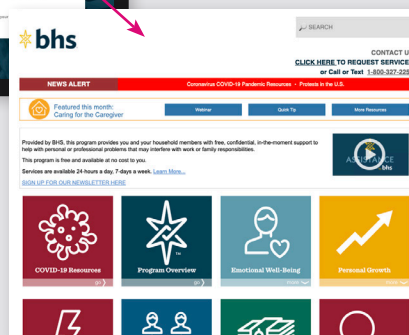 SEARCH
bhs
CONTACT U
CLICK HERE TO REQUEST SERVICE
or Call or Text 1-800-327-225
NEWS ALERT
Coronavirus COVID-19 Pandemic Resources • Protests in the U.S.
Featured this month:
Caring for the Caregiver
Webinar
Quick Tip
More Resources
Provided by BHS, this program provides you and your household members with free, confidential, in-the-moment support to
help with personal or professional problems that may interfere with work or family responsibilities.
This program is free and available at no cost to you.
Services are available 24-hours a day, 7-days a week. Learn More...
SIGN UP FOR OUR NEWSLETTER HERE
ASSISTANCE
bhs
COVID-19 Resources
go
Program Overview
go
Emotional Well-Being
more
Personal Growth
more